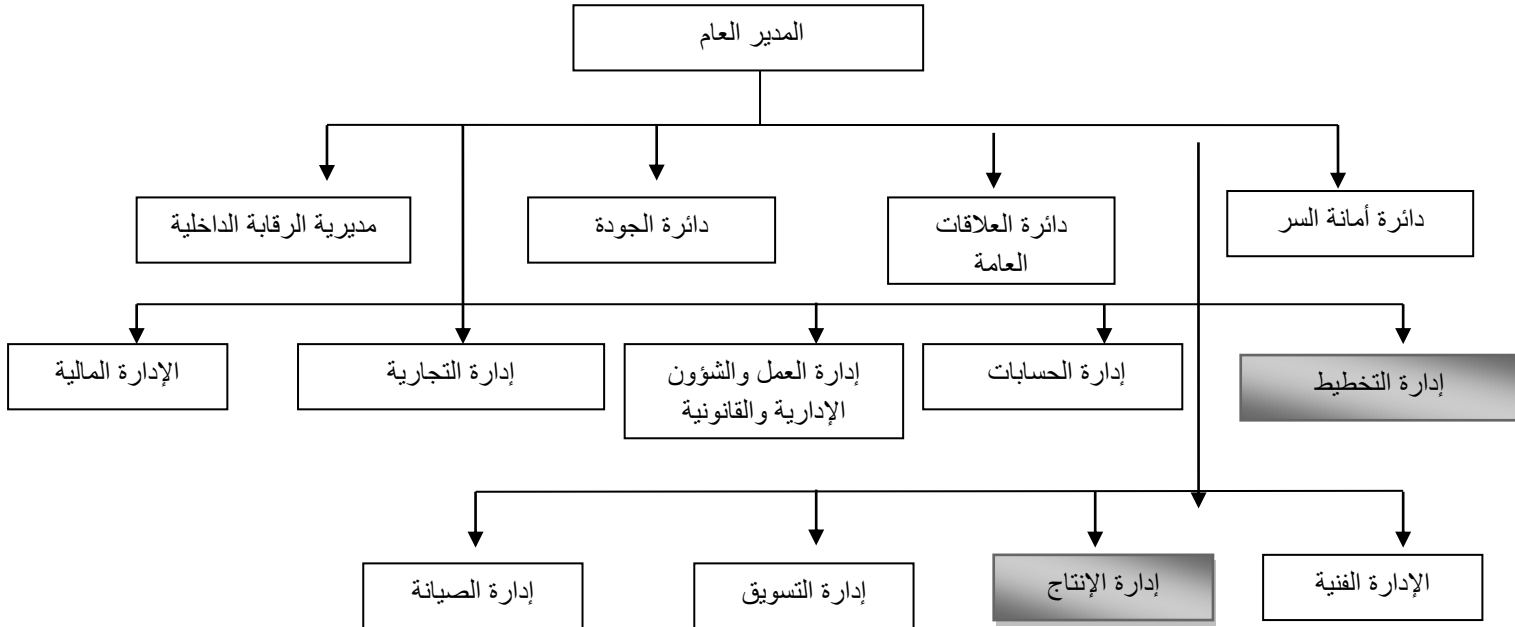 المدير العام
دائرة أمانة السر
دائرة العلاقات
العامة
دائرة الجودة
مديرية الرقابة الداخلية
إدارة التخطيط
إدارة الحسابات
إدارة العمل والشؤون
الإدارية والقانونية
إدارة التجارية
الإدارة المالية
الإدارة الفنية
إدارة الإنتاج
إدارة التسويق
إدارة الصيانة